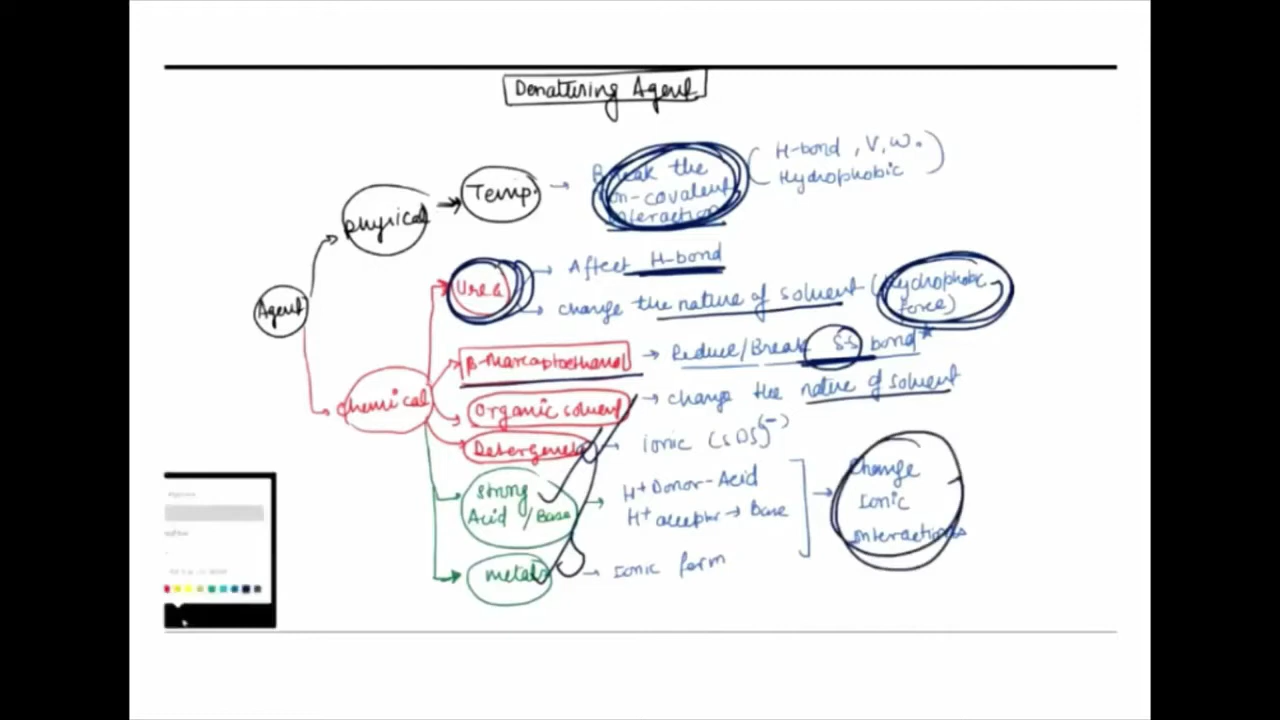 Denaturing Agent
Physical
Temp.
Break the
non-covalent
interaction
H-bond, V.W.
Hydrophobic
Agent
Urea
Affect H-bond
change the nature of solvent (Hydrophobic
force)
β-Marcaptoethanol
Reduce/Break S-S bond*
Chemical
Organic solvent
change the nature of solvent
Detergenets
ionic (SDS)(-)
Strong
Acid / Base
H+ Donor-Acid
H+ acceptor → Base
Change
Ionic
interactions
metals
Ionic form